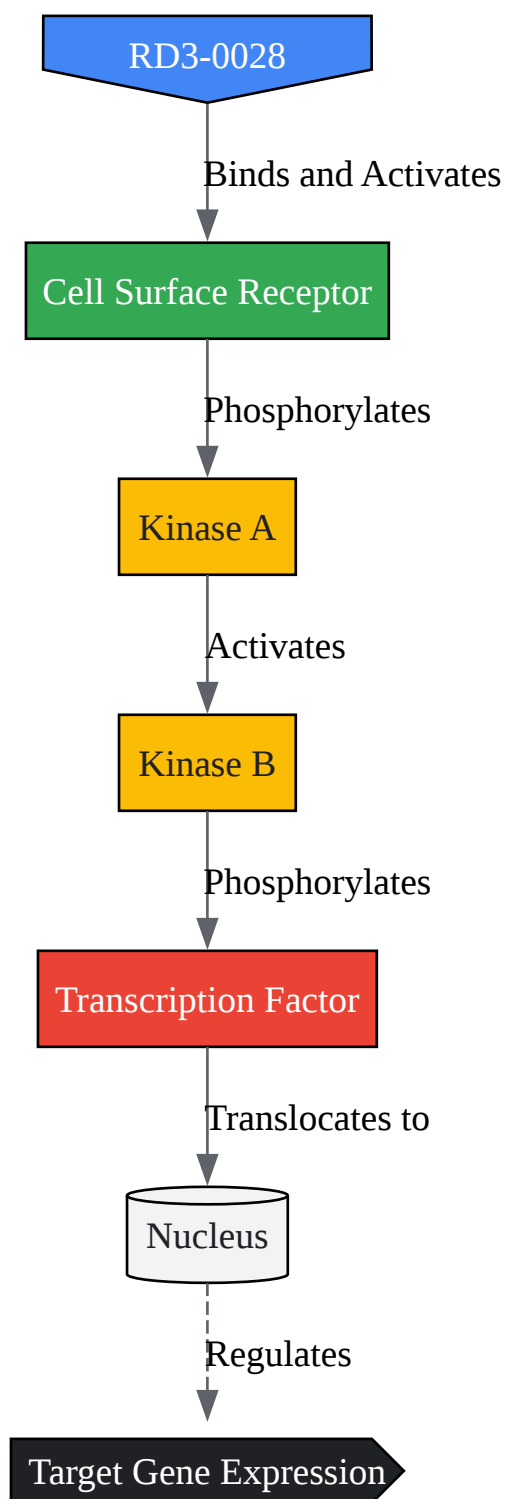 RD3-0028
Binds and Activates
Cell Surface Receptor
Phosphorylates
Kinase A
Activates
Kinase B
Phosphorylates
Transcription Factor
Translocates to
Nucleus
Regulates
Target Gene Expression